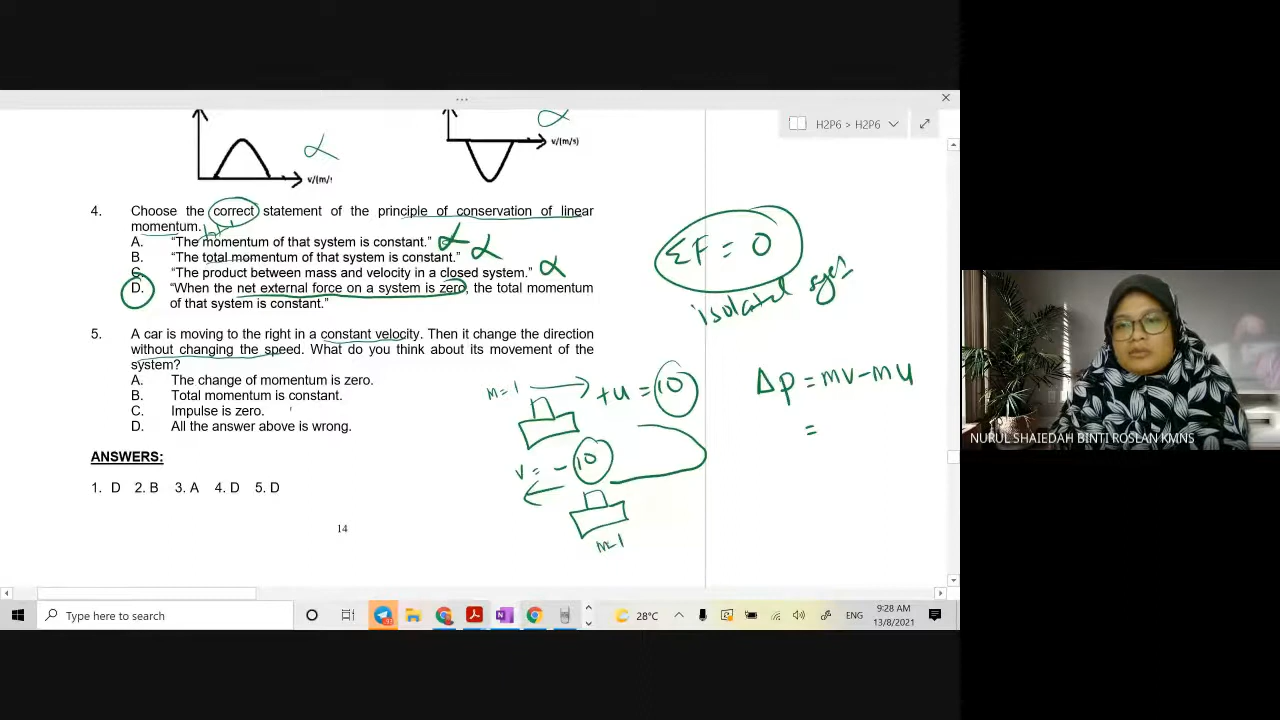 H2P6 > H2P6
α
α
v/(m/s)
v/(m/s
4. Choose the correct statement of the principle of conservation of linear
momentum.
A. “The momentum of that system is constant.” α
B. “The total momentum of that system is constant.” α
C. “The product between mass and velocity in a closed system.” α
D. “When the net external force on a system is zero, the total momentum
of that system is constant.”
ΣF = 0
isolated
5. A car is moving to the right in a constant velocity. Then it change the direction
without changing the speed. What do you think about its movement of the
system?
A. The change of momentum is zero.
B. Total momentum is constant.
C. Impulse is zero.
D. All the answer above is wrong.
m=1
+u = 10
v = -10
m=1
Δp = mv-mu
=
NURUL SHAIEDAH BINTI ROSLAN KMNS
ANSWERS:
1. D 2. B 3. A 4. D 5. D
14
Type here to search
28°C
ENG
9:28 AM
13/8/2021